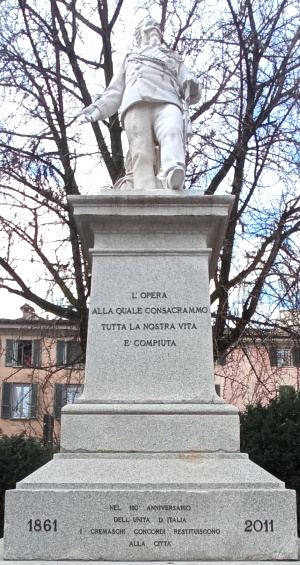 L'OPERA
ALLA QUALE CONSACRAMMO
TUTTA LA NOSTRA VITA
E' COMPIUTA
NEL 150° ANNIVERSARIO
DELL'UNITÀ D'ITALIA
1861 I CREMASCHI CONCORDI RESTITUISCONO 2011
ALLA CITTÀ